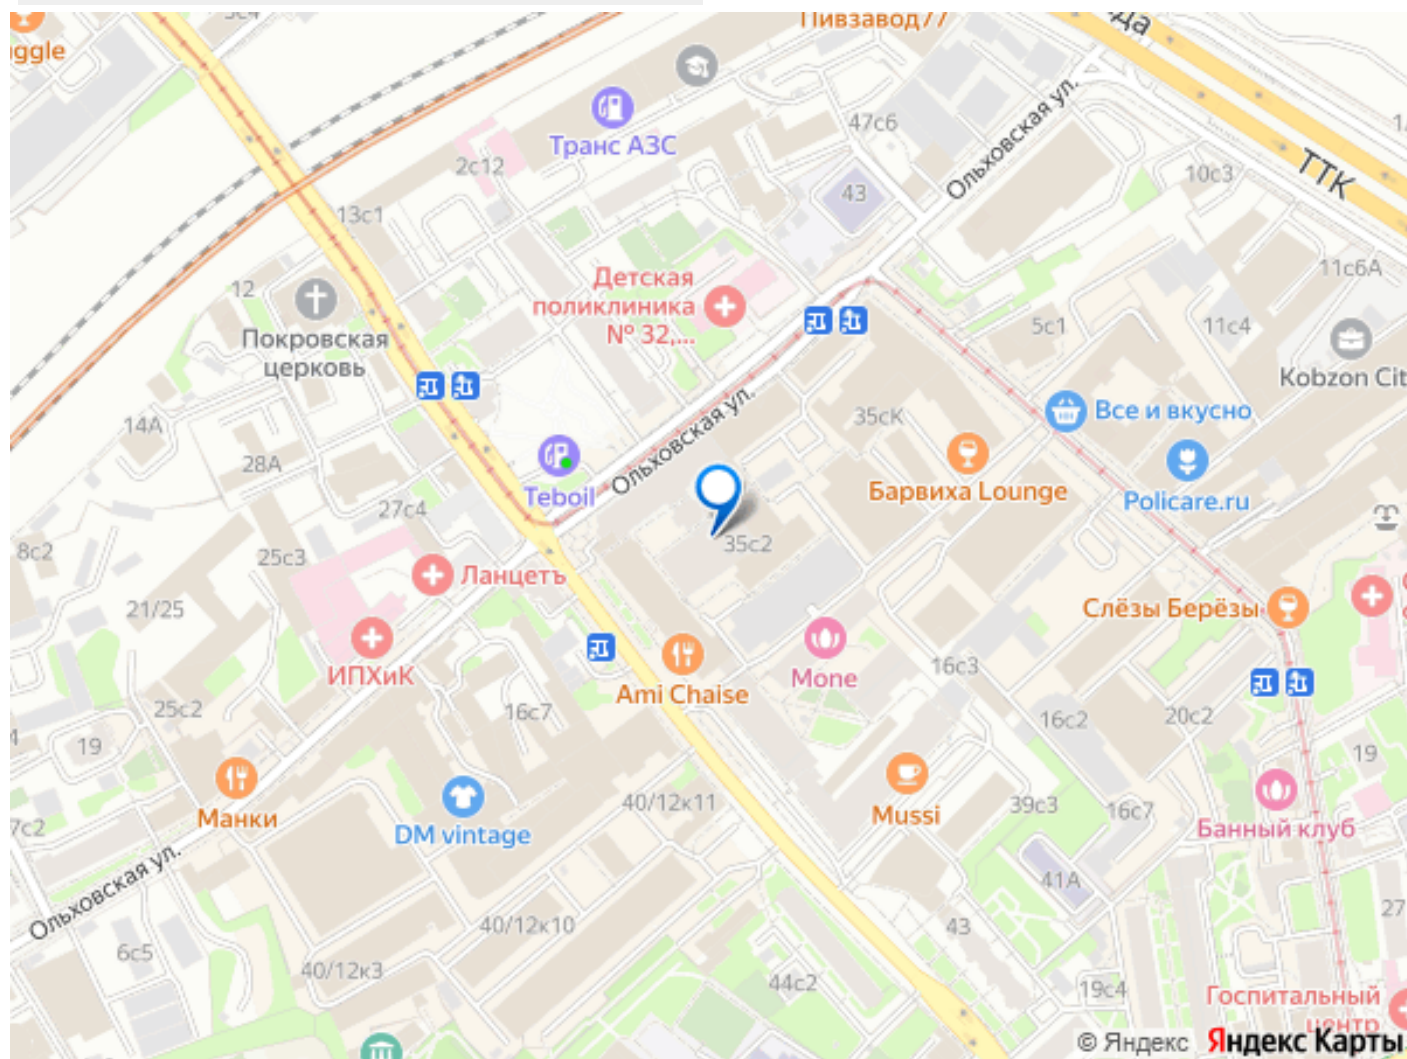 Пивзавод77
ggle
Транс АЗС
47с6
Ольховская ул.
ТТК
10с3
2с12
43
13с1
11с6А
Детская
поликлиника
№ 32,...
12
Покровская
церковь
5с1
11с4
Kobzon Cit
14А
28А
Ольховская ул.
35сК
Все и вкусно
Барвиха Lounge
Policare.ru
Teboil
27с4
35с2
8с2
25с3
Ланцетъ
21/25
Слёзы Берёзы
ИПХиК
Ami Chaise
Mone
16с3
25с2
16с7
16с2
20с2
19
19
Манки
DM vintage
40/12к11
Mussi
39с3
16с7
Банный клуб
7с2
Ольховская ул.
41А
27
40/12к10
43
6с5
40/12к3
44с2
19с4
Госпитальный
центр
© Яндекс Яндекс Карты